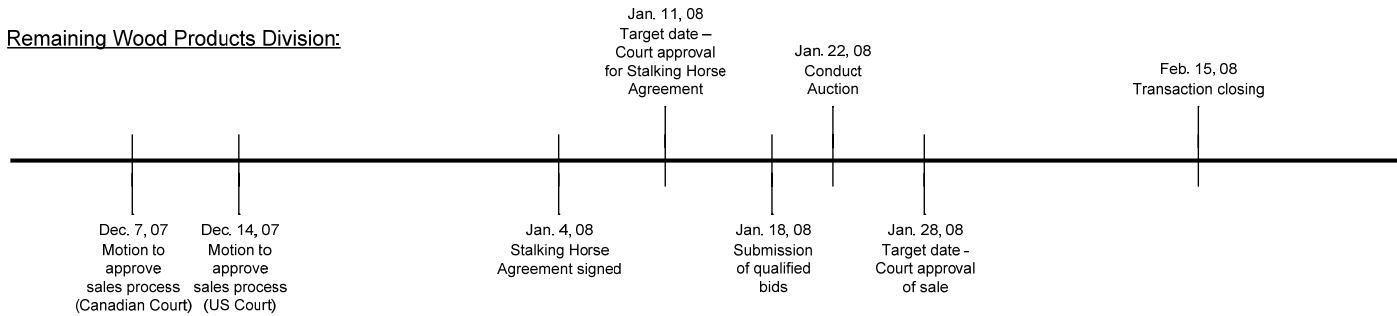 Remaining Wood Products Division:
Dec. 7, 07
Motion to
approve
sales process
(Canadian Court)
Dec. 14, 07
Motion to
approve
sales process
(US Court)
Jan. 4, 08
Stalking Horse
Agreement signed
Jan. 11, 08
Target date –
Court approval
for Stalking Horse
Agreement
Jan. 18, 08
Submission
of qualified
bids
Jan. 22, 08
Conduct
Auction
Jan. 28, 08
Target date -
Court approval
of sale
Feb. 15, 08
Transaction closing